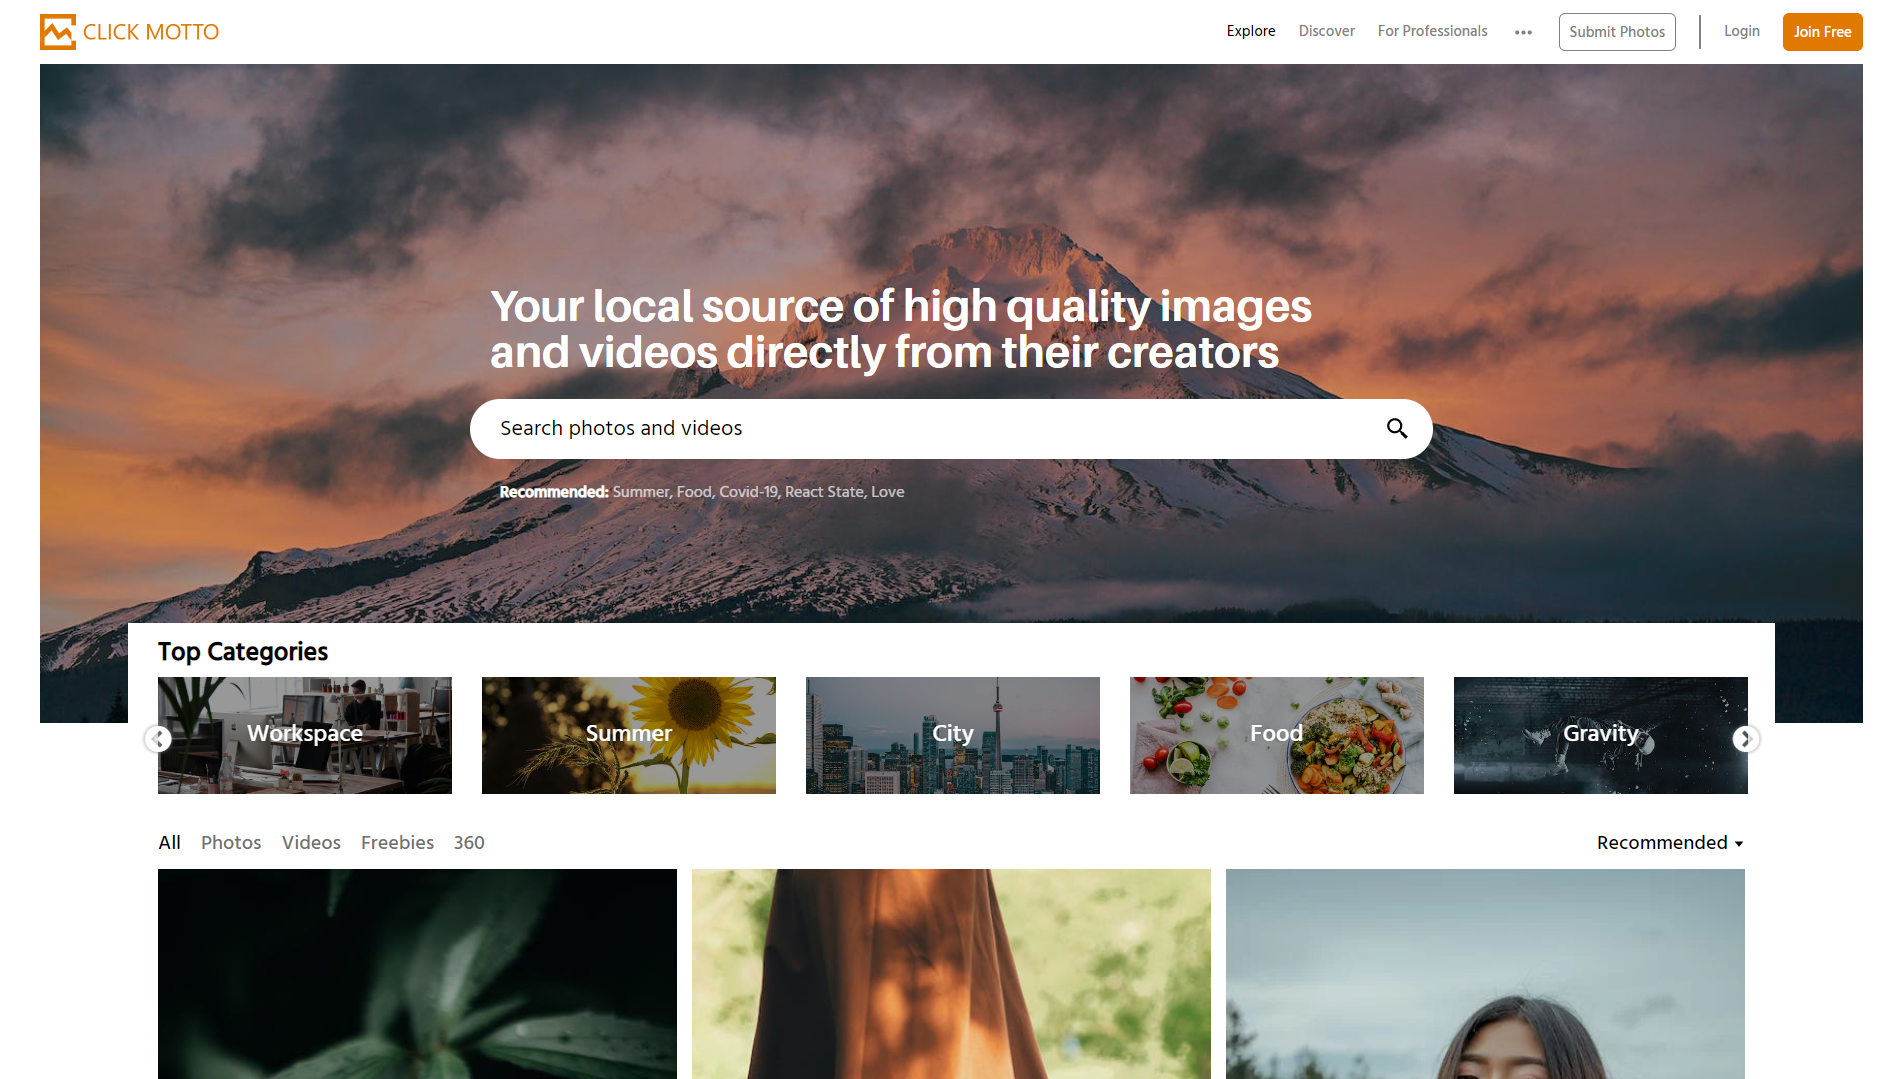 CLICK MOTTO
Explore Discover For Professionals ••• Submit Photos Login Join Free
Your local source of high quality images
and videos directly from their creators
Search photos and videos
Recommended: Summer, Food, Covid-19, React State, Love
Top Categories
Workspace Summer City Food Gravity
All Photos Videos Freebies 360 Recommended